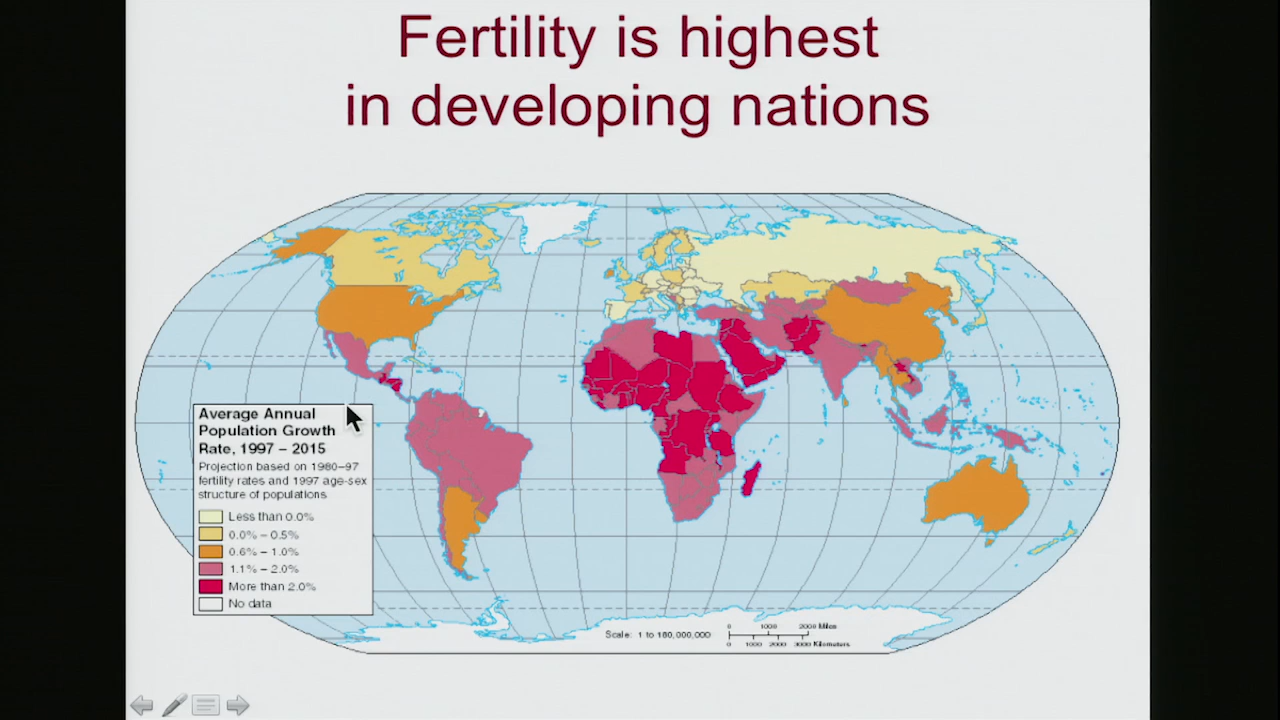 Fertility is highest
in developing nations
Average Annual
Population Growth
Rate, 1997 – 2015
Projection based on 1980–97
fertility rates and 1997 age-sex
structure of populations
Less than 0.0%
0.0% – 0.5%
0.6% – 1.0%
1.1% – 2.0%
More than 2.0%
No data
Scale: 1 to 180,000,000
0 1000 2000 Miles
0 1000 2000 3000 Kilometers